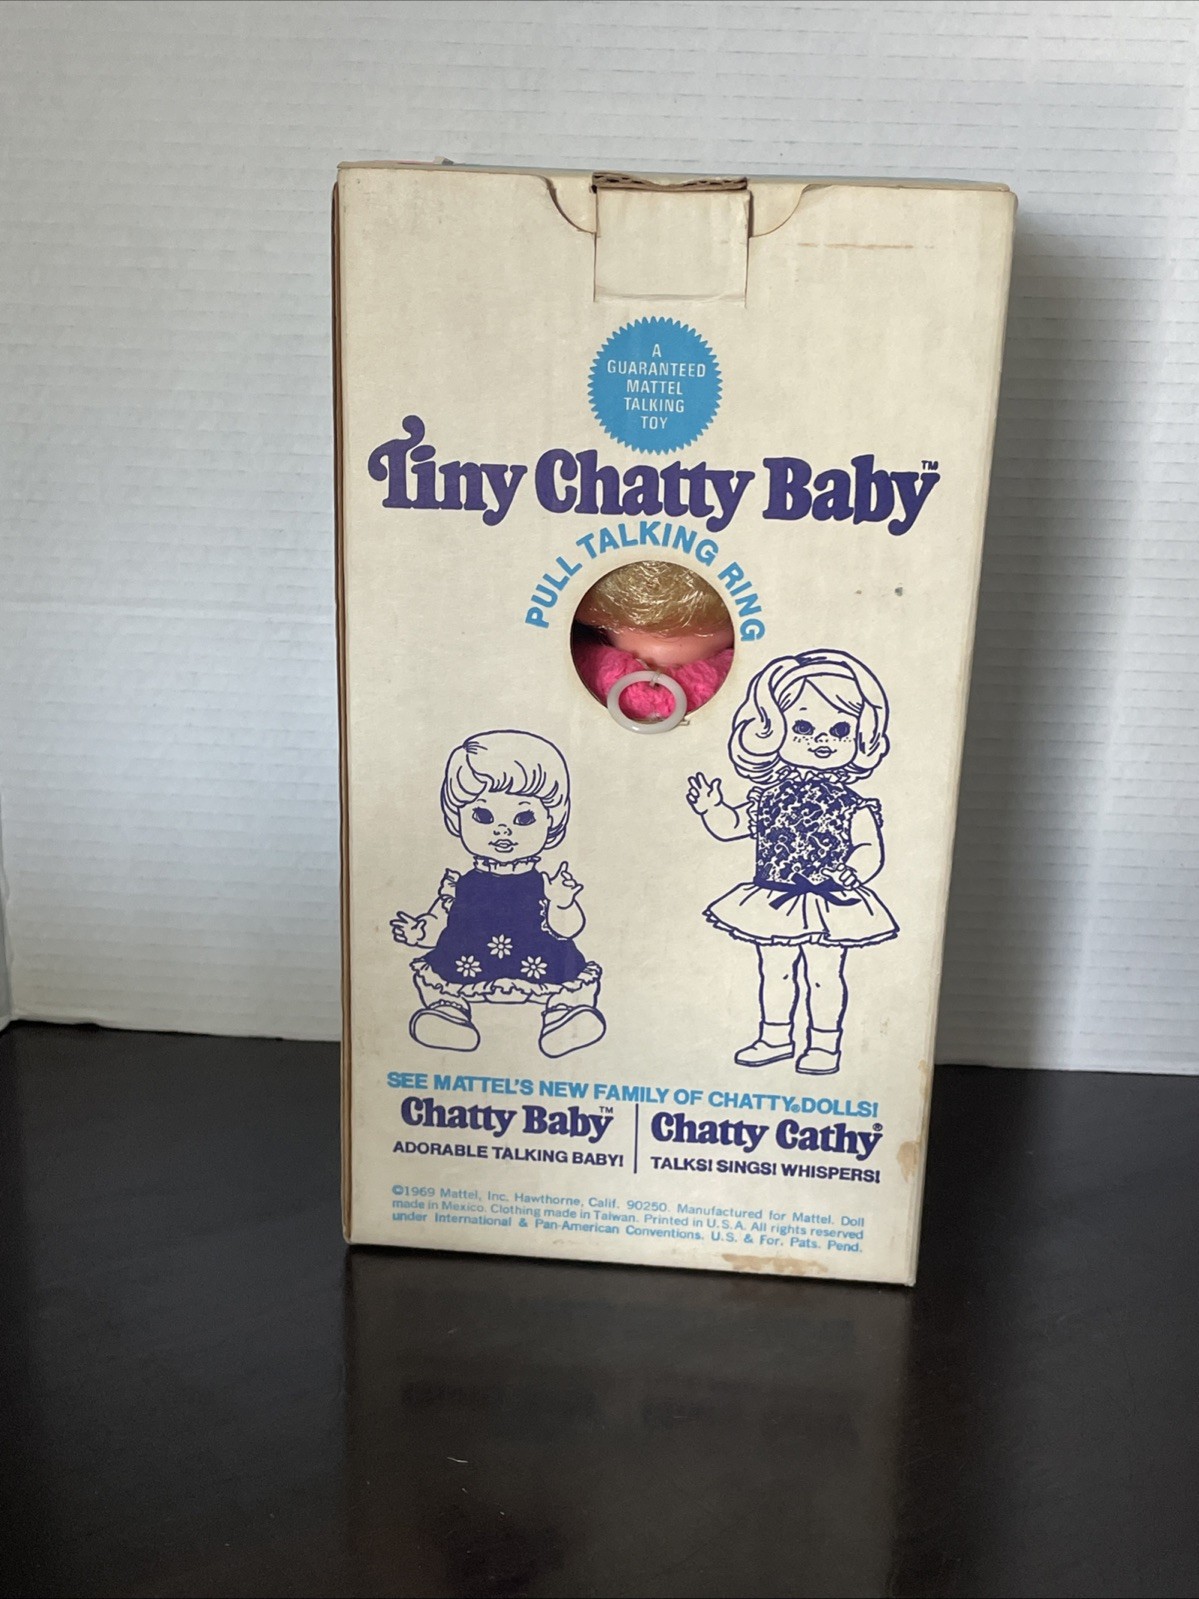 A
GUARANTEED
MATTEL
TALKING
TOY
Tiny Chatty Baby™
PULL TALKING RING
SEE MATTEL'S NEW FAMILY OF CHATTY® DOLLS!
Chatty Baby™
ADORABLE TALKING BABY!
Chatty Cathy®
TALKS! SINGS! WHISPERS!
©1969 Mattel, Inc. Hawthorne, Calif. 90250. Manufactured for Mattel. Doll
made in Mexico. Clothing made in Taiwan. Printed in U.S.A. All rights reserved
under International & Pan-American Conventions. U.S. & For. Pats. Pend.